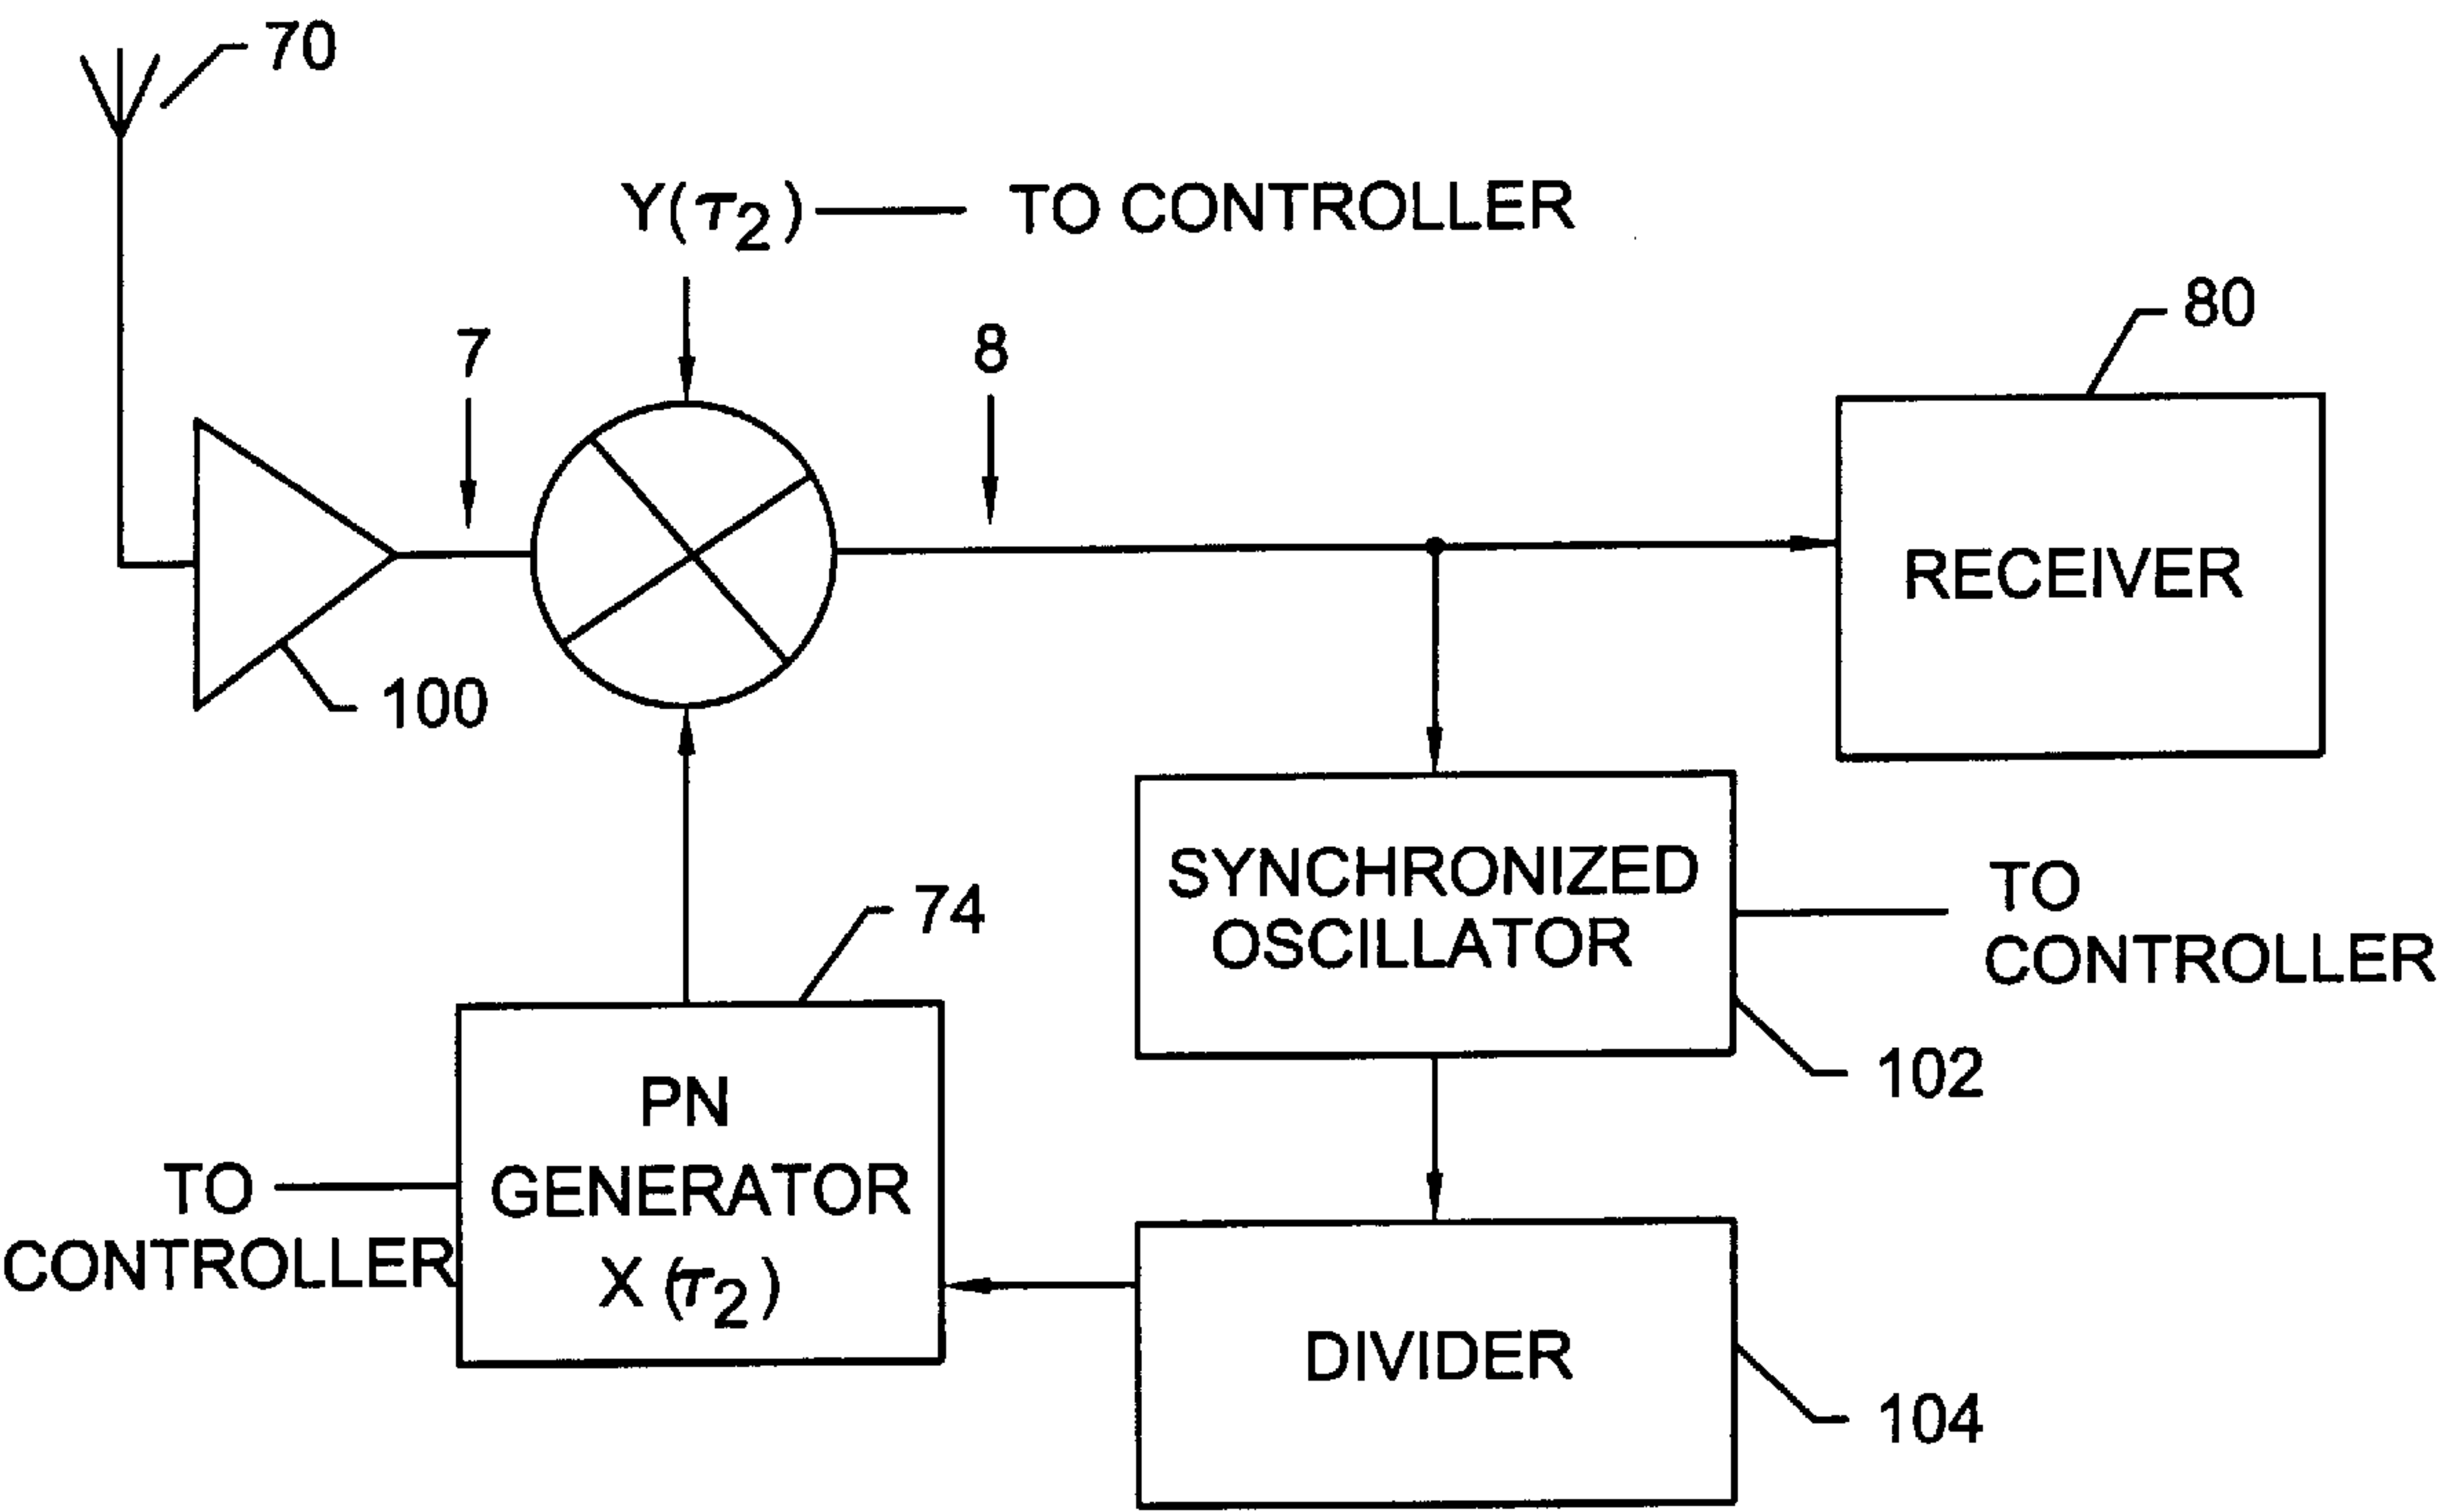 70
Y(τ2) TO CONTROLLER
7
8
80
RECEIVER
100
SYNCHRONIZED
OSCILLATOR
TO
CONTROLLER
74
102
PN
GENERATOR
X (τ2)
TO
CONTROLLER
DIVIDER
104